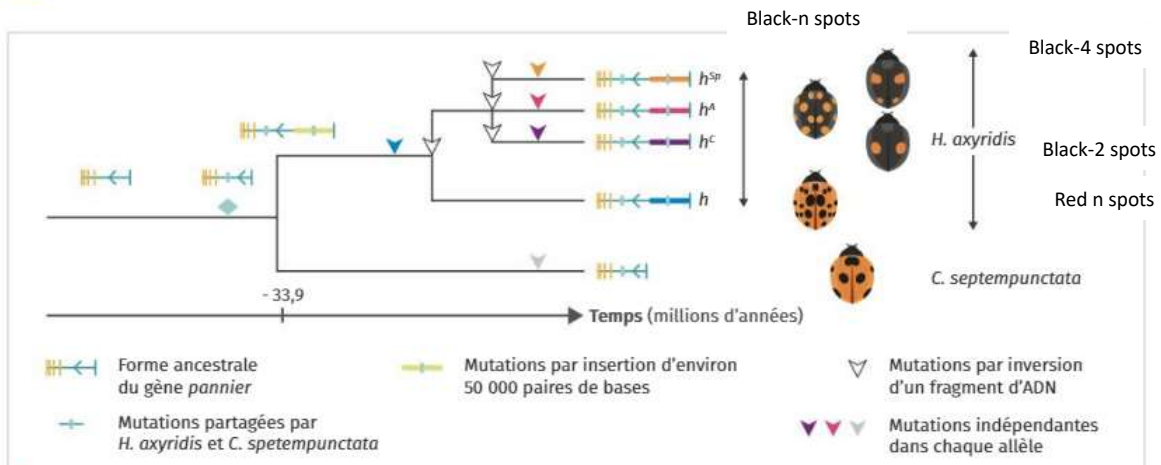 Black-n spots
Black-4 spots
h^Sp
h^A
h^C
H. axyridis
Black-2 spots
h
Red n spots
C. septempunctata
- 33,9
Temps (millions d'années)
Forme ancestrale
du gène pannier
Mutations par insertion d'environ
50 000 paires de bases
Mutations par inversion
d'un fragment d'ADN
Mutations partagées par
H. axyridis et C. spetempunctata
Mutations indépendantes
dans chaque allèle